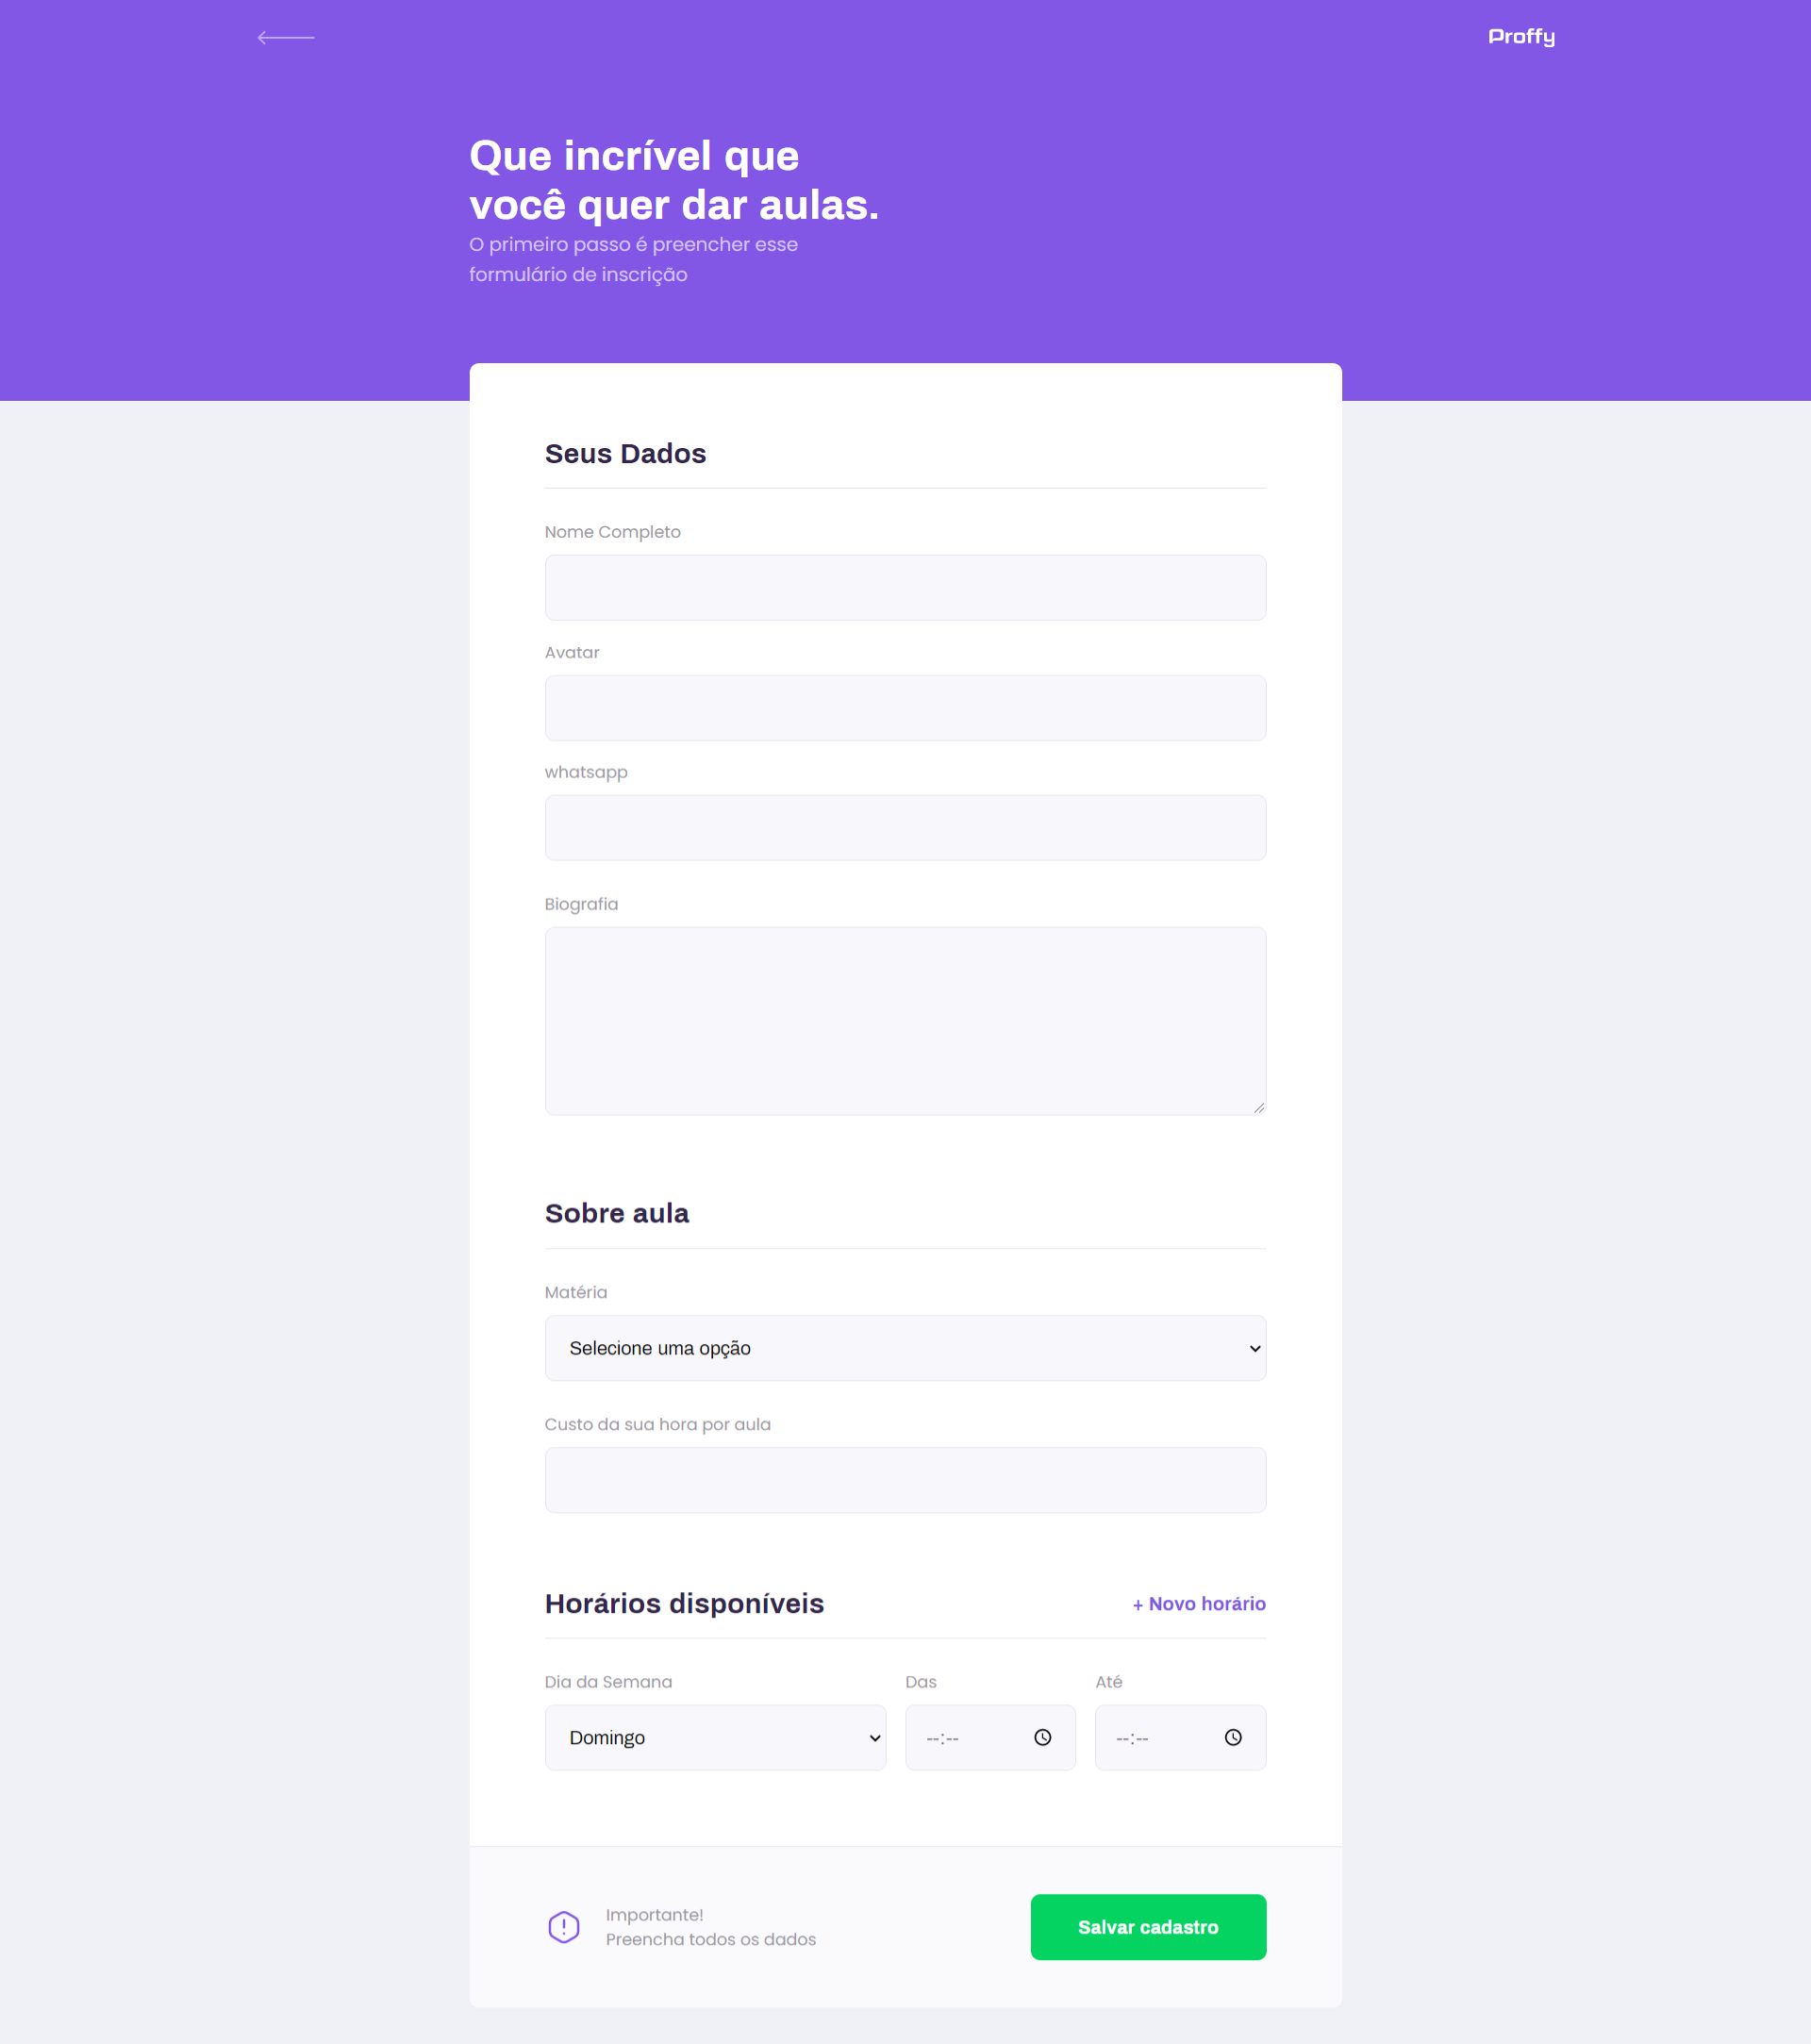 Proffy
Que incrível que
você quer dar aulas.
O primeiro passo é preencher esse
formulário de inscrição
Seus Dados
Nome Completo
Avatar
whatsapp
Biografia
Sobre aula
Matéria
Selecione uma opção
Custo da sua hora por aula
Horários disponíveis + Novo horário
Dia da Semana Das Até
Domingo --:-- --:--
Importante!
Preencha todos os dados
Salvar cadastro